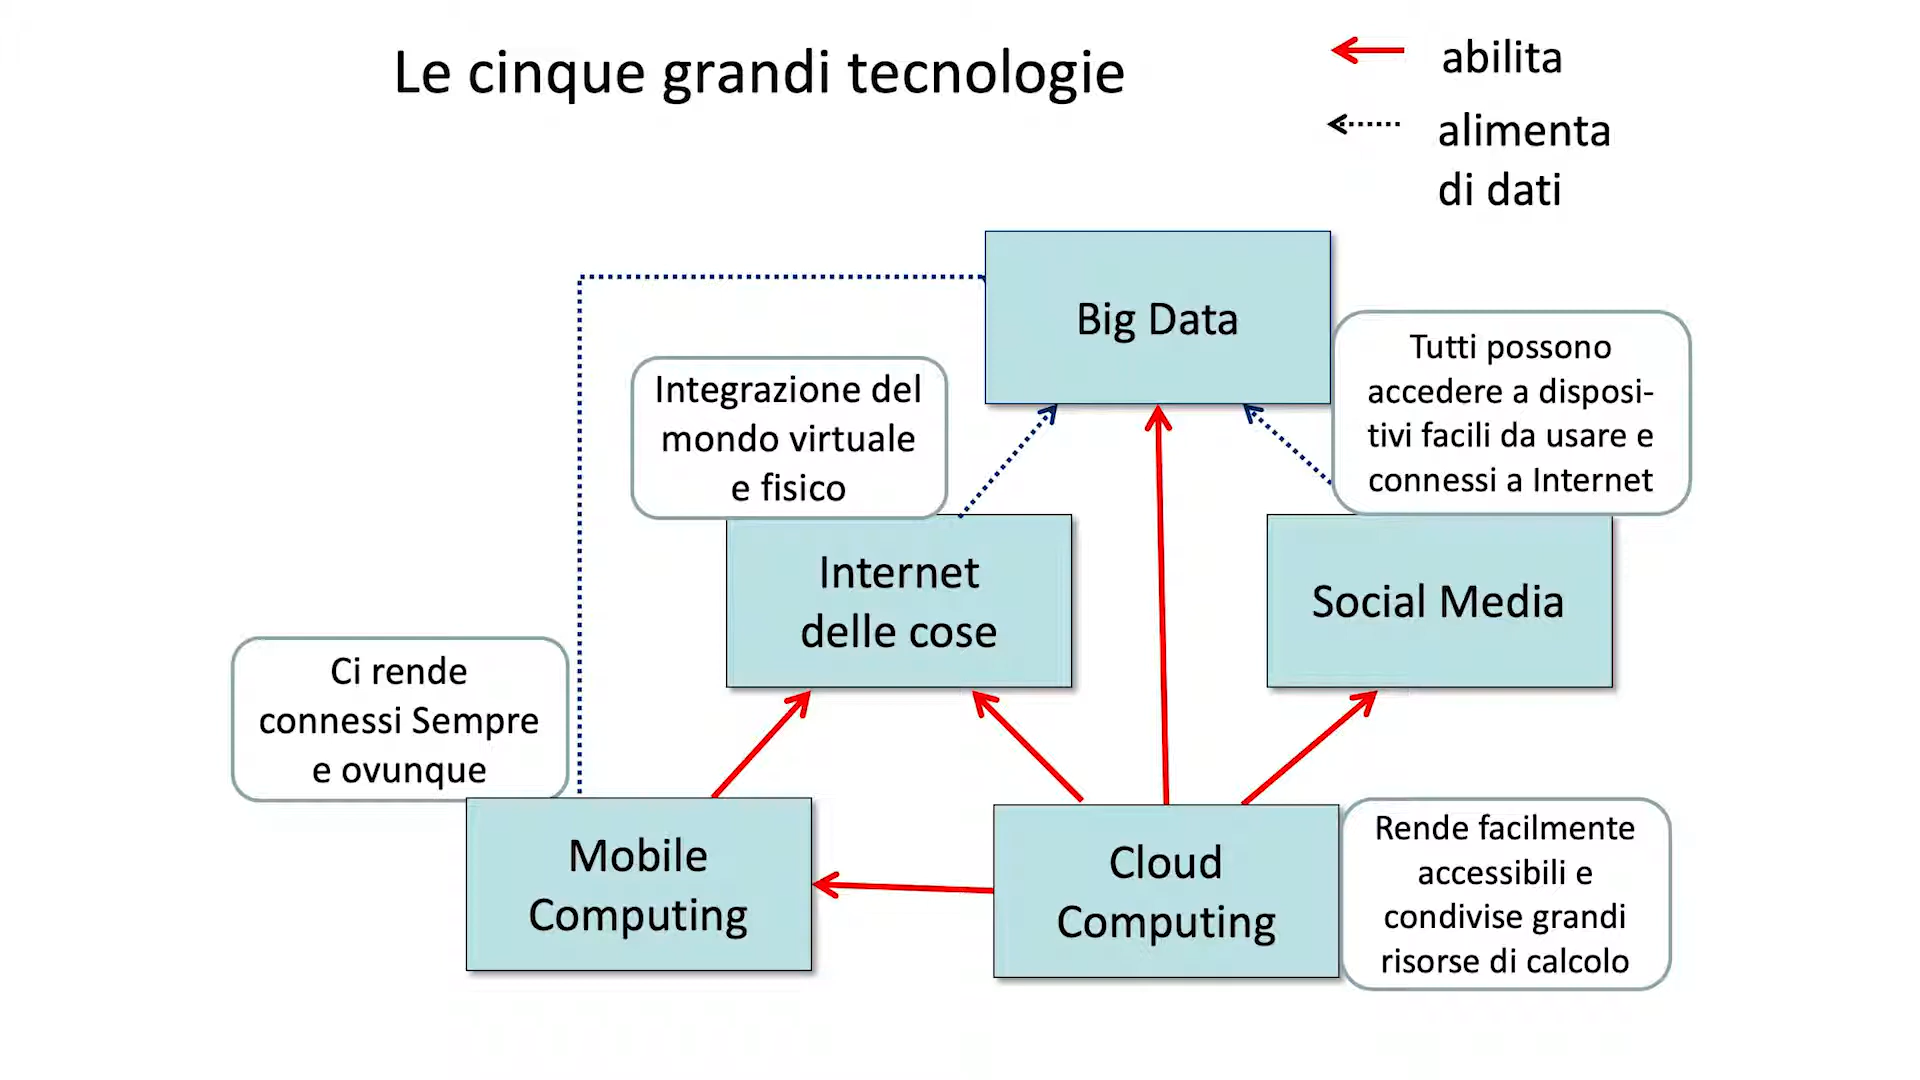 Le cinque grandi tecnologie
abilita
alimenta
di dati
Big Data
Tutti possono
accedere a disposi-
tivi facili da usare e
connessi a Internet
Integrazione del
mondo virtuale
e fisico
Internet
delle cose
Social Media
Ci rende
connessi Sempre
e ovunque
Mobile
Computing
Cloud
Computing
Rende facilmente
accessibili e
condivise grandi
risorse di calcolo